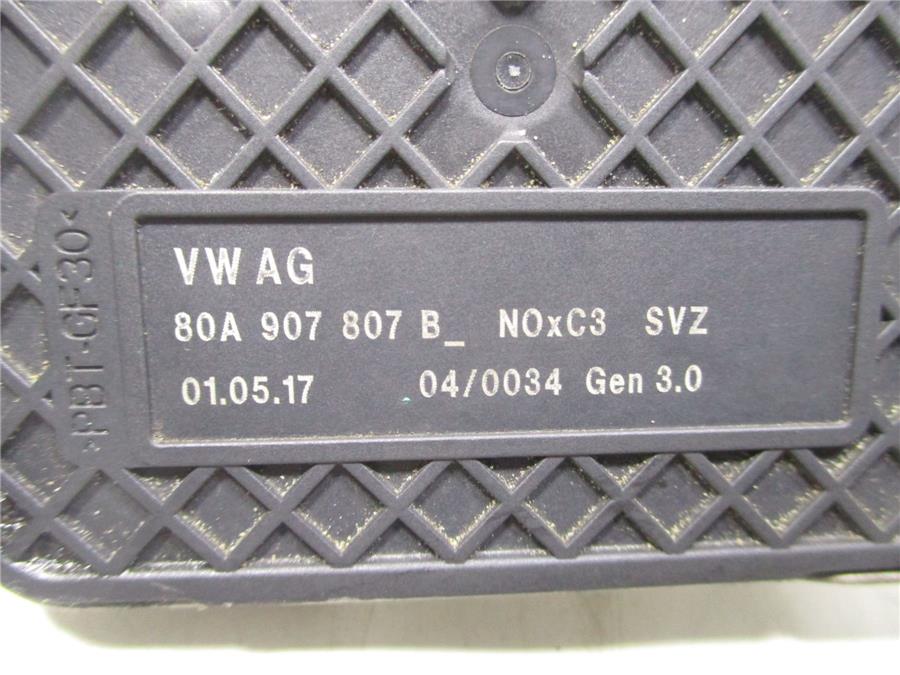 VW AG
80A 907 807 B_ NOxC3 SVZ
01.05.17 04/0034 Gen 3.0
>PBT-GF30<